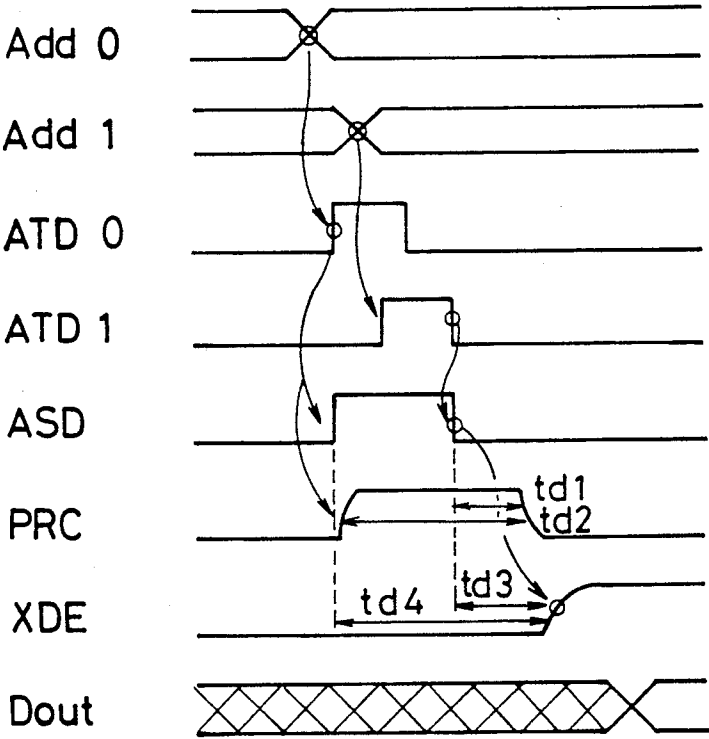 Add 0
Add 1
ATD 0
ATD 1
ASD
PRC
td1
td2
XDE
td3
td4
Dout